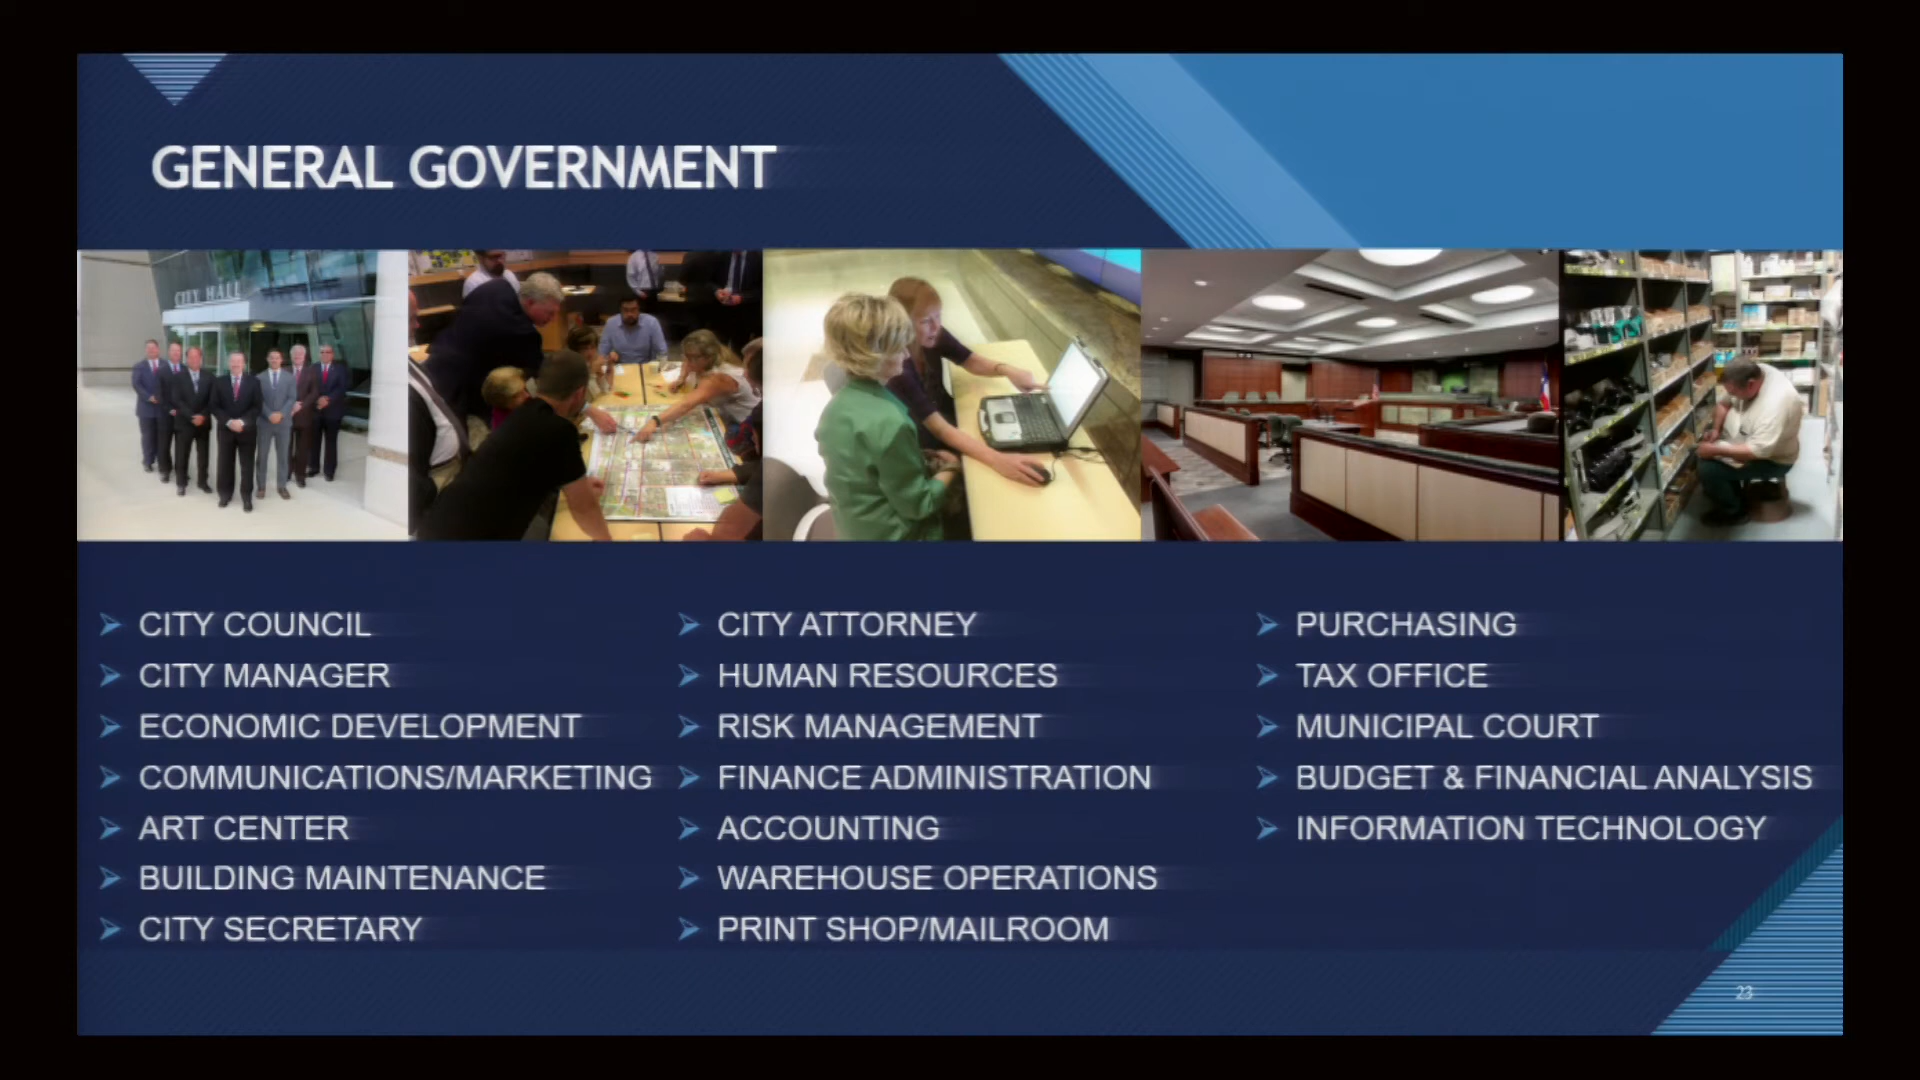 GENERAL GOVERNMENT
CITY HALL
CITY COUNCIL
CITY MANAGER
ECONOMIC DEVELOPMENT
COMMUNICATIONS/MARKETING
ART CENTER
BUILDING MAINTENANCE
CITY SECRETARY
CITY ATTORNEY
HUMAN RESOURCES
RISK MANAGEMENT
FINANCE ADMINISTRATION
ACCOUNTING
WAREHOUSE OPERATIONS
PRINT SHOP/MAILROOM
PURCHASING
TAX OFFICE
MUNICIPAL COURT
BUDGET & FINANCIAL ANALYSIS
INFORMATION TECHNOLOGY
23